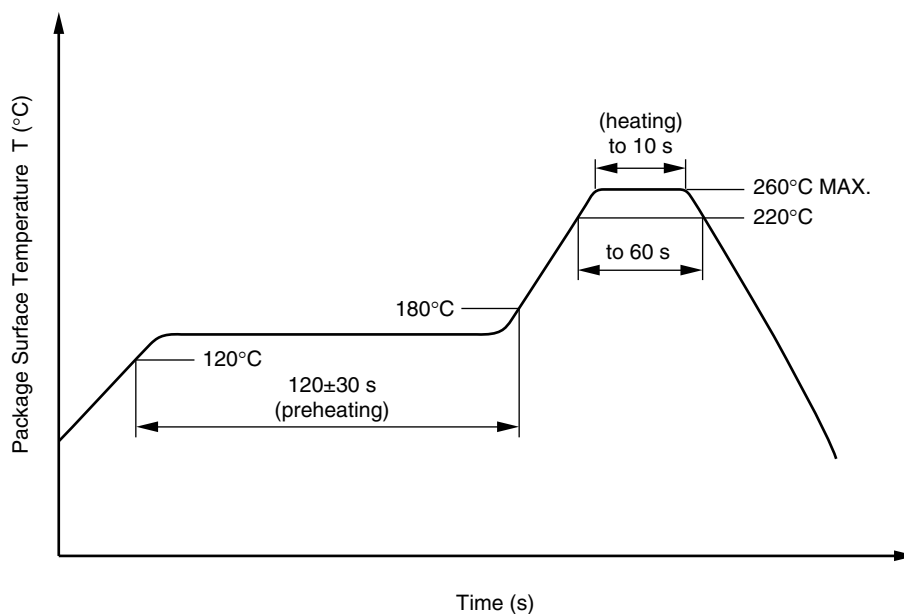 Package Surface Temperature T (°C)
(heating)
to 10 s
260°C MAX.
220°C
to 60 s
180°C
120°C
120±30 s
(preheating)
Time (s)